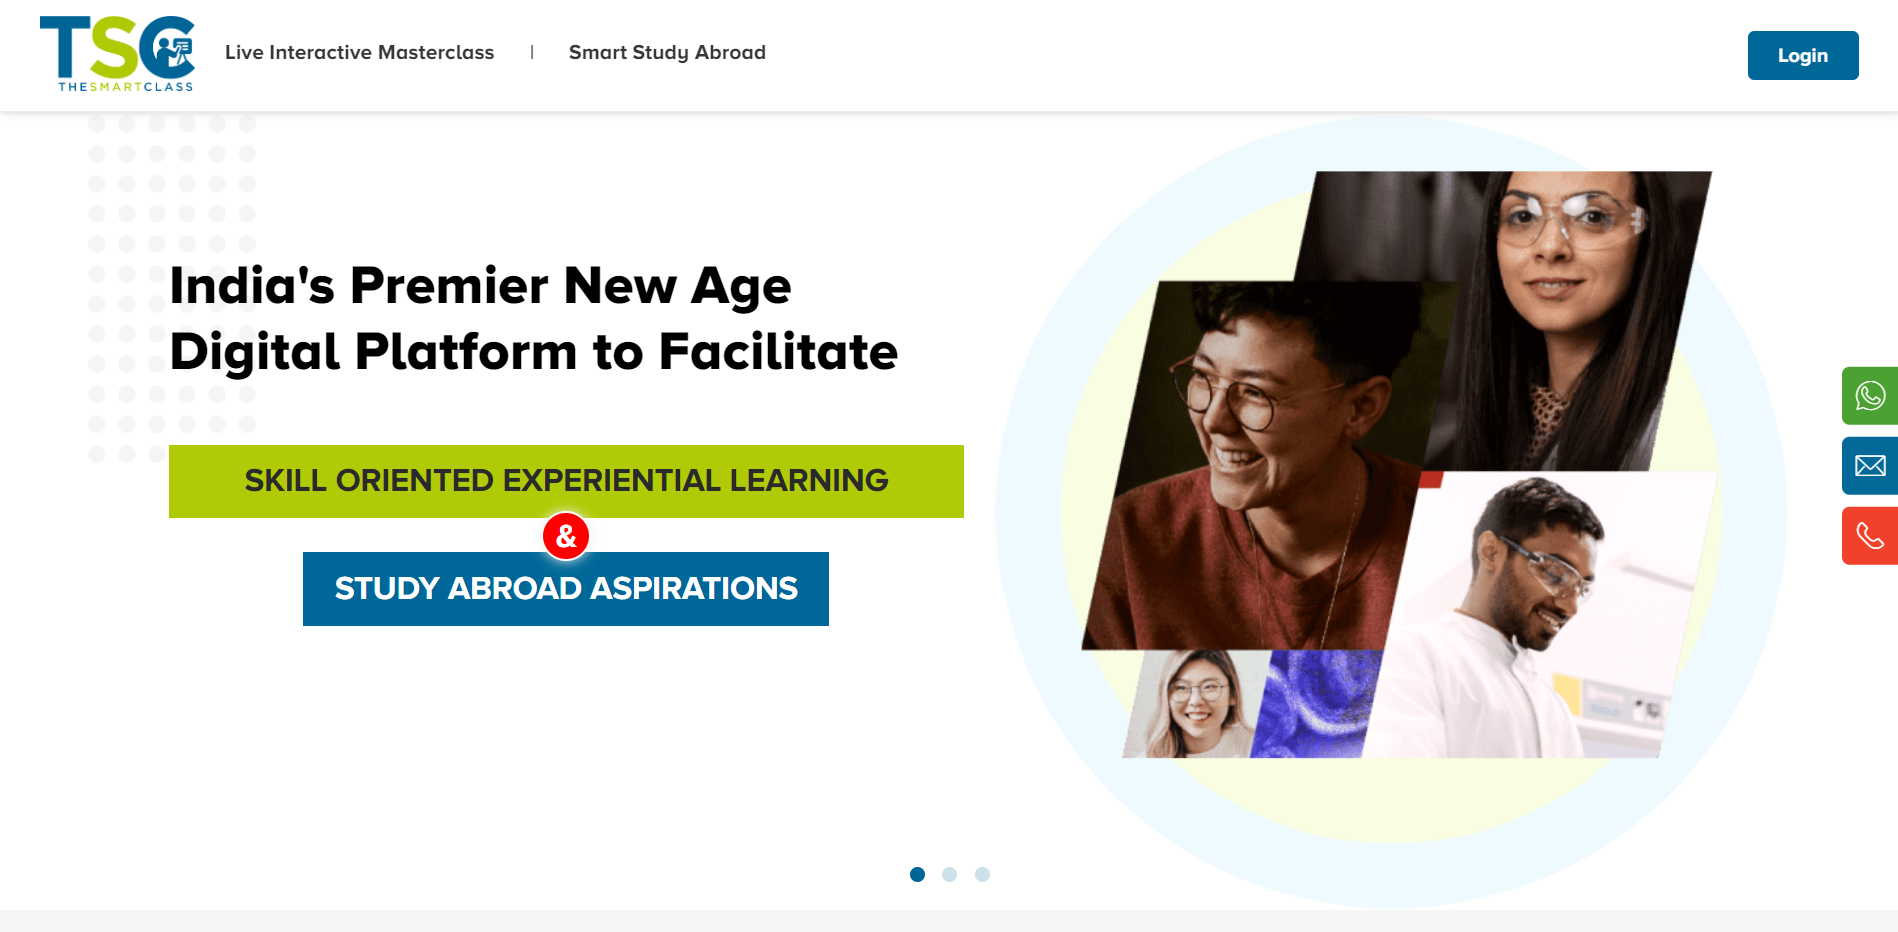 TSC
THESMARTCLASS
Live Interactive Masterclass | Smart Study Abroad
Login
India's Premier New Age
Digital Platform to Facilitate
SKILL ORIENTED EXPERIENTIAL LEARNING
&
STUDY ABROAD ASPIRATIONS